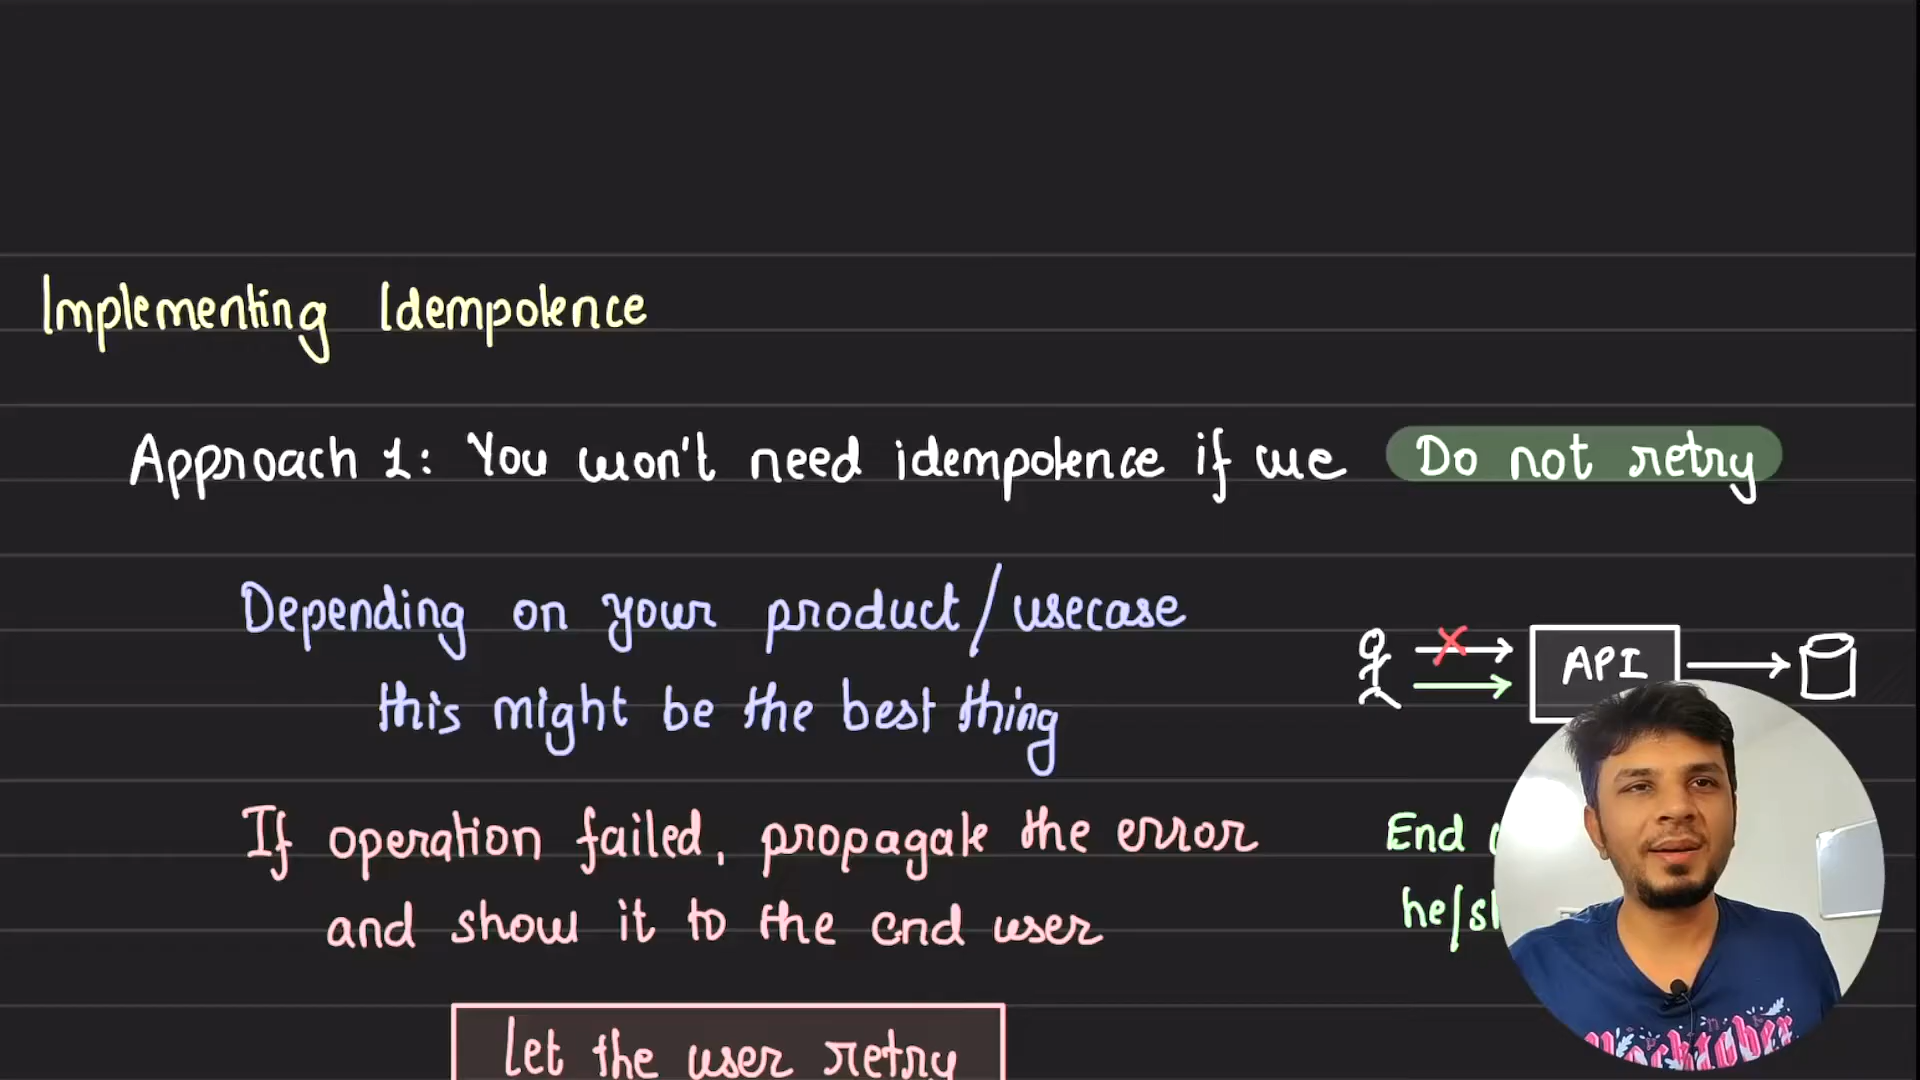 Implementing Idempotence
Approach 1: You won't need idempotence if we Do not retry
Depending on your product/usecase
this might be the best thing
API
If operation failed, propagate the error
and show it to the end user
End
Let the user retry